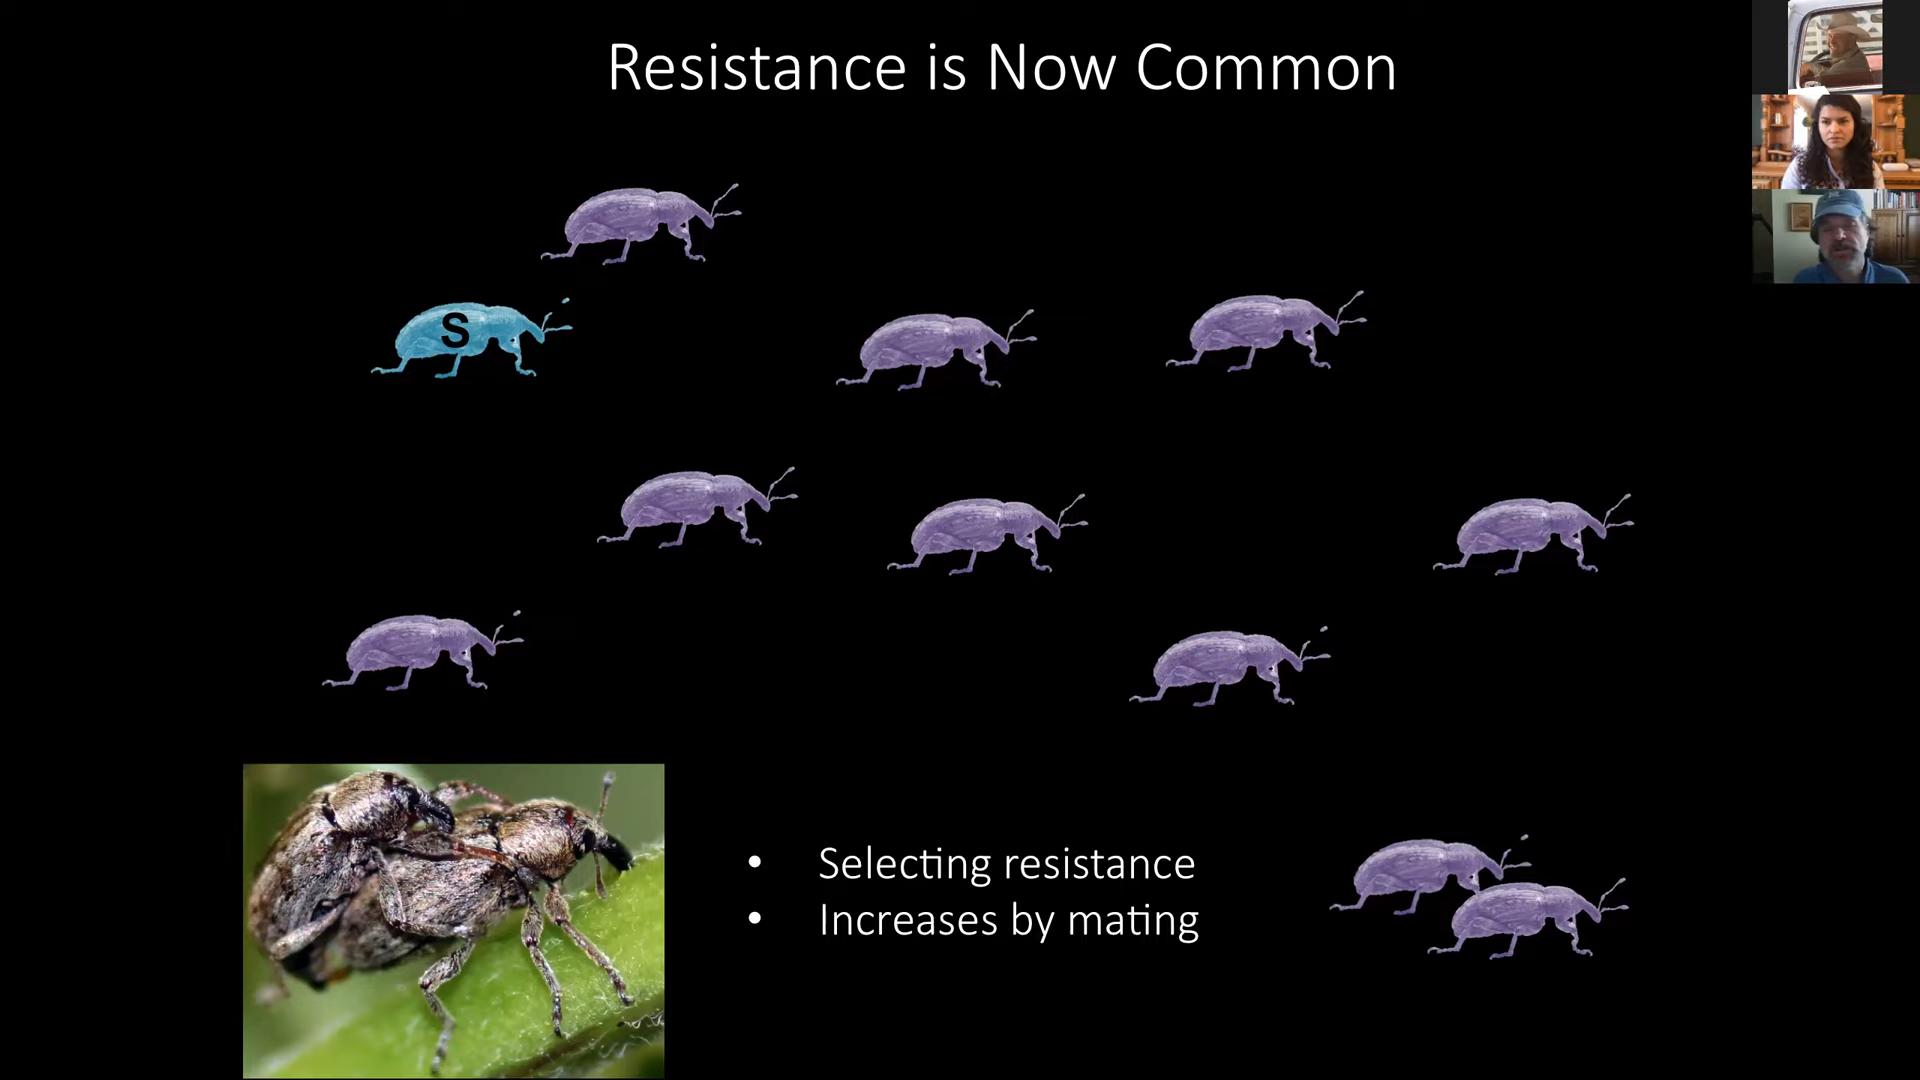 Resistance is Now Common
S
• Selecting resistance
• Increases by mating